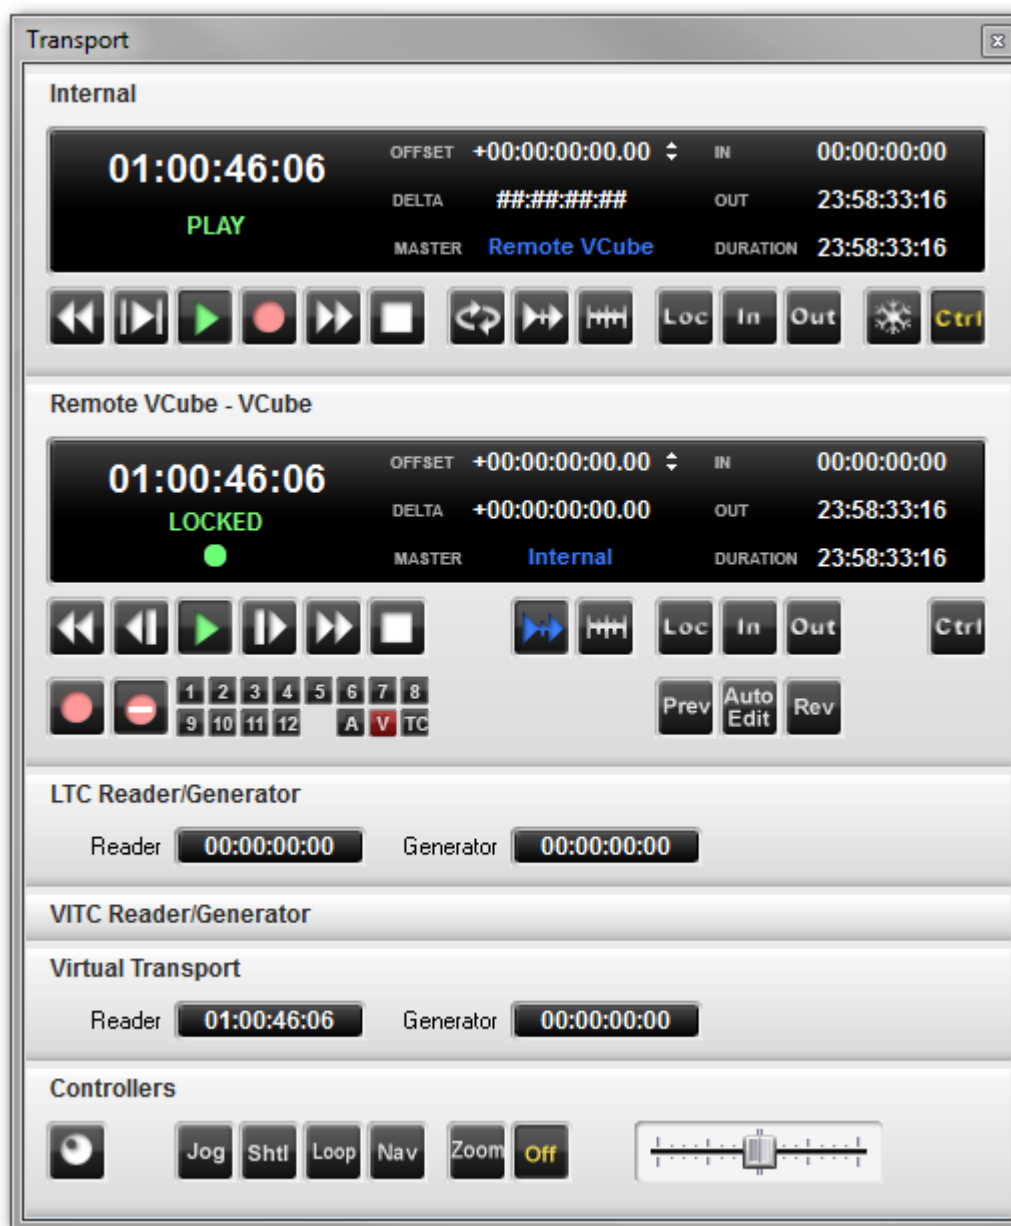 Transport
Internal
01:00:46:06 OFFSET +00:00:00:00.00 IN 00:00:00:00
PLAY DELTA ##:##:##:## OUT 23:58:33:16
MASTER Remote VCube DURATION 23:58:33:16
Loc In Out Ctrl
Remote VCube - VCube
01:00:46:06 OFFSET +00:00:00:00.00 IN 00:00:00:00
LOCKED DELTA +00:00:00:00.00 OUT 23:58:33:16
MASTER Internal DURATION 23:58:33:16
Loc In Out Ctrl
1 2 3 4 5 6 7 8 Prev Auto Edit Rev
9 10 11 12 A V TC
LTC Reader/Generator
Reader 00:00:00:00 Generator 00:00:00:00
VITC Reader/Generator
Virtual Transport
Reader 01:00:46:06 Generator 00:00:00:00
Controllers
Jog Shtl Loop Nav Zoom Off